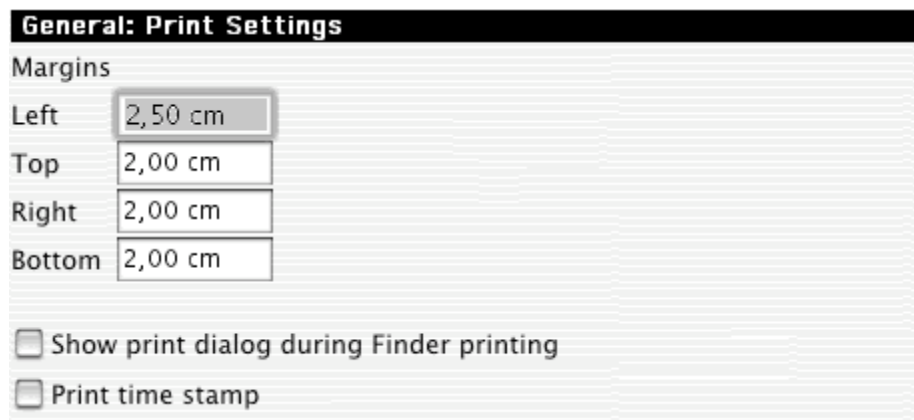 General: Print Settings
Margins
Left 2,50 cm
Top 2,00 cm
Right 2,00 cm
Bottom 2,00 cm
Show print dialog during Finder printing
Print time stamp